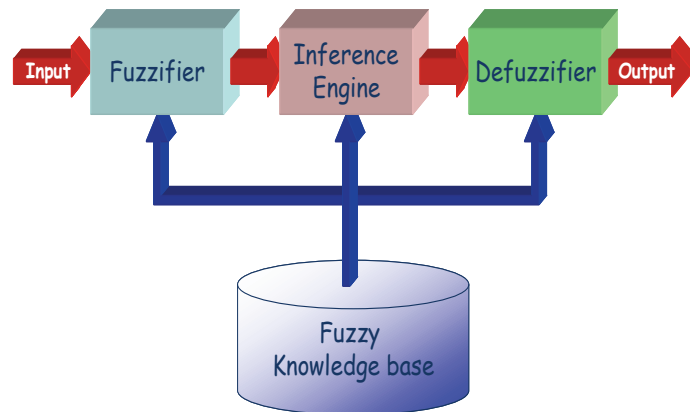 Input
Fuzzifier
Inference
Engine
Defuzzifier
Output
Fuzzy
Knowledge base